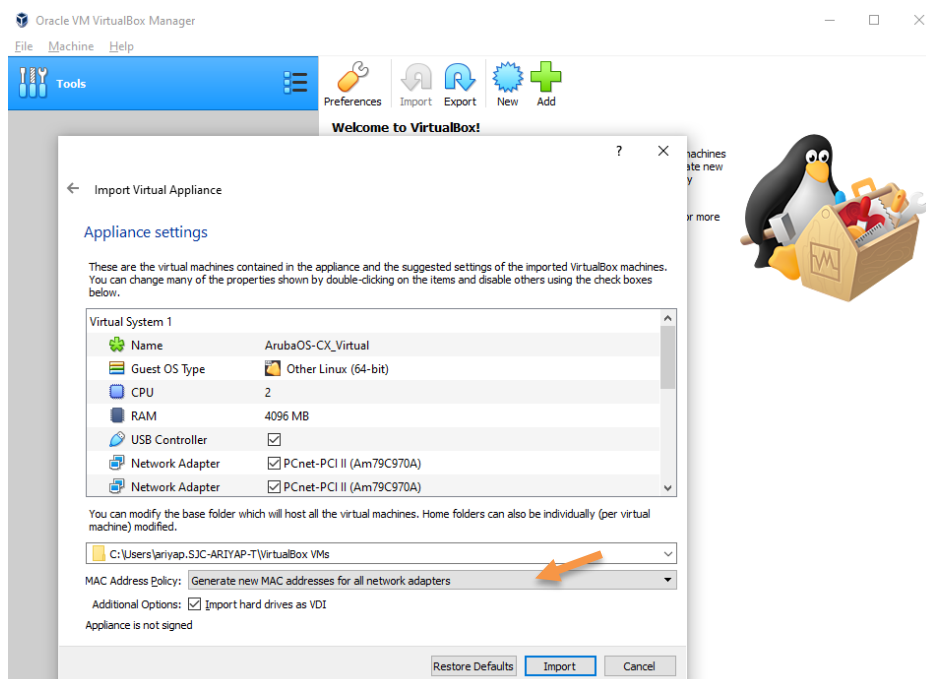 Oracle VM VirtualBox Manager
File Machine Help
Tools
Preferences Import Export New Add
Welcome to VirtualBox!
machines
ate new
y
or more
?
Import Virtual Appliance
Appliance settings
These are the virtual machines contained in the appliance and the suggested settings of the imported VirtualBox machines.
You can change many of the properties shown by double-clicking on the items and disable others using the check boxes
below.
Virtual System 1
Name ArubaOS-CX_Virtual
Guest OS Type Other Linux (64-bit)
CPU 2
RAM 4096 MB
USB Controller
Network Adapter PCnet-PCI II (Am79C970A)
Network Adapter PCnet-PCI II (Am79C970A)
You can modify the base folder which will host all the virtual machines. Home folders can also be individually (per virtual
machine) modified.
C:\Users\ariyap.SJC-ARIYAP-T\VirtualBox VMs
MAC Address Policy: Generate new MAC addresses for all network adapters
Additional Options: Import hard drives as VDI
Appliance is not signed
Restore Defaults Import Cancel